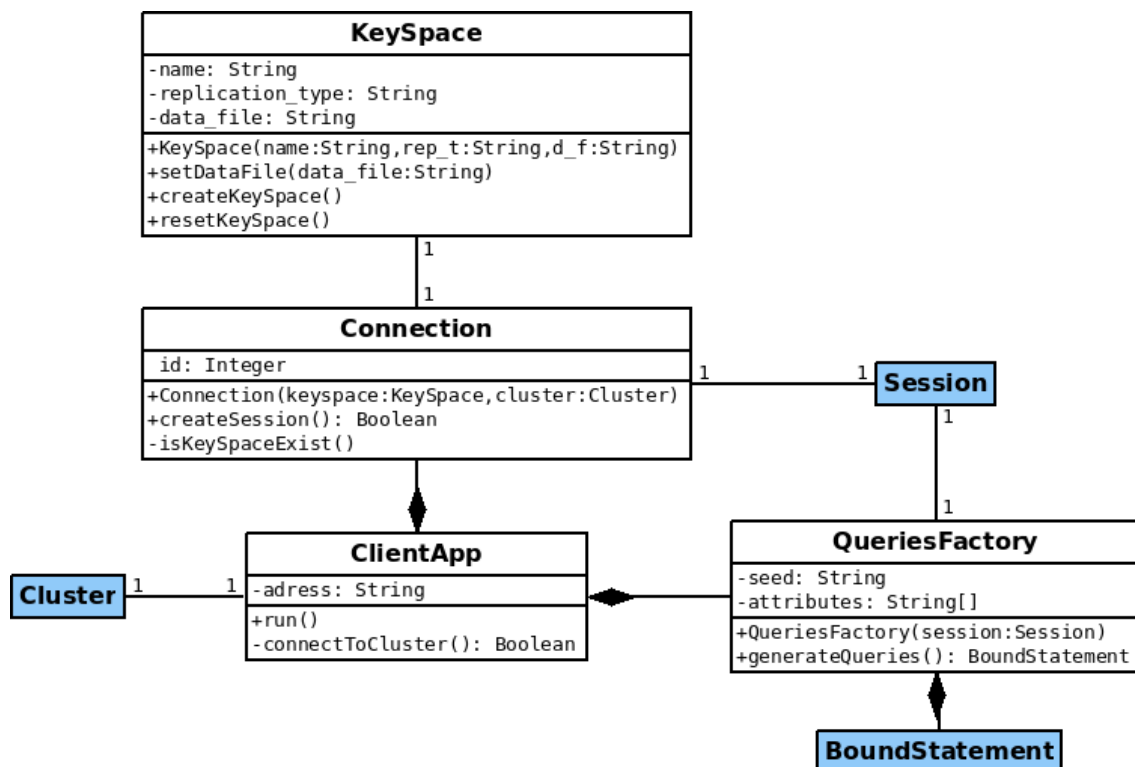 KeySpace
-name: String
-replication_type: String
-data_file: String
+KeySpace(name:String,rep_t:String,d_f:String)
+setDataFile(data_file:String)
+createKeySpace()
+resetKeySpace()
1
1
Connection
id: Integer
+Connection(keyspace:KeySpace,cluster:Cluster)
+createSession(): Boolean
-isKeySpaceExist()
1
1
Session
1
1
ClientApp
-adress: String
+run()
-connectToCluster(): Boolean
Cluster
1
1
QueriesFactory
-seed: String
-attributes: String[]
+QueriesFactory(session:Session)
+generateQueries(): BoundStatement
BoundStatement